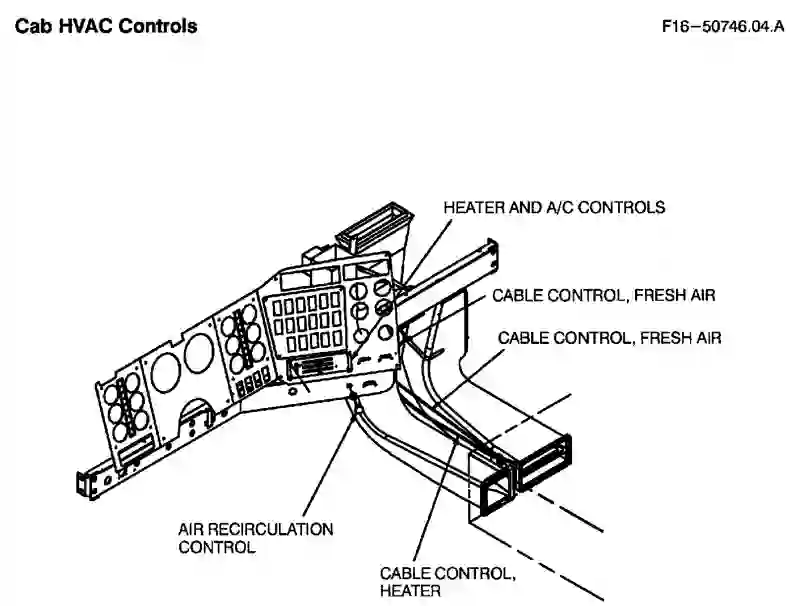 Cab HVAC Controls
F16-50746.04.A
HEATER AND A/C CONTROLS
CABLE CONTROL, FRESH AIR
CABLE CONTROL, FRESH AIR
AIR RECIRCULATION
CONTROL
CABLE CONTROL,
HEATER